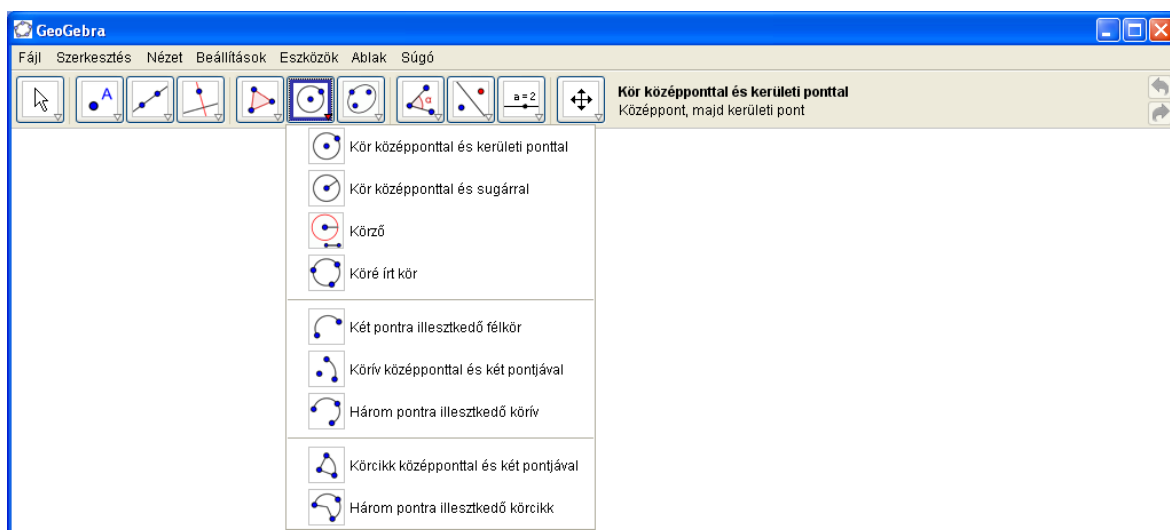 GeoGebra
Fájl Szerkesztés Nézet Beállítások Eszközök Ablak Súgó
A
α
a = 2
Kör középponttal és kerületi ponttal
Középpont, majd kerületi pont
Kör középponttal és kerületi ponttal
Kör középponttal és sugárral
Körző
Köré írt kör
Két pontra illesztkedő félkör
Körív középponttal és két pontjával
Három pontra illesztkedő körív
Körcikk középponttal és két pontjával
Három pontra illesztkedő körcikk